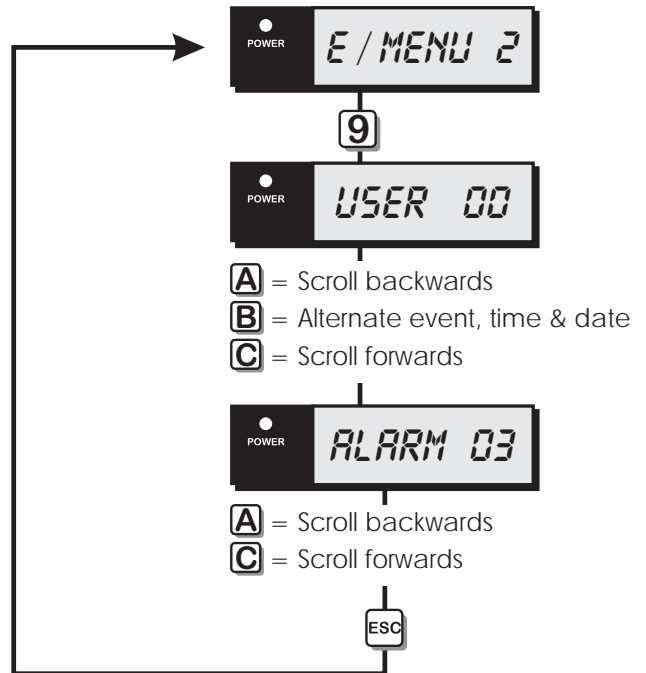 POWER
E/MENU 2
9
POWER
USER 00
A = Scroll backwards
B = Alternate event, time & date
C = Scroll forwards
POWER
ALARM 03
A = Scroll backwards
C = Scroll forwards
ESC